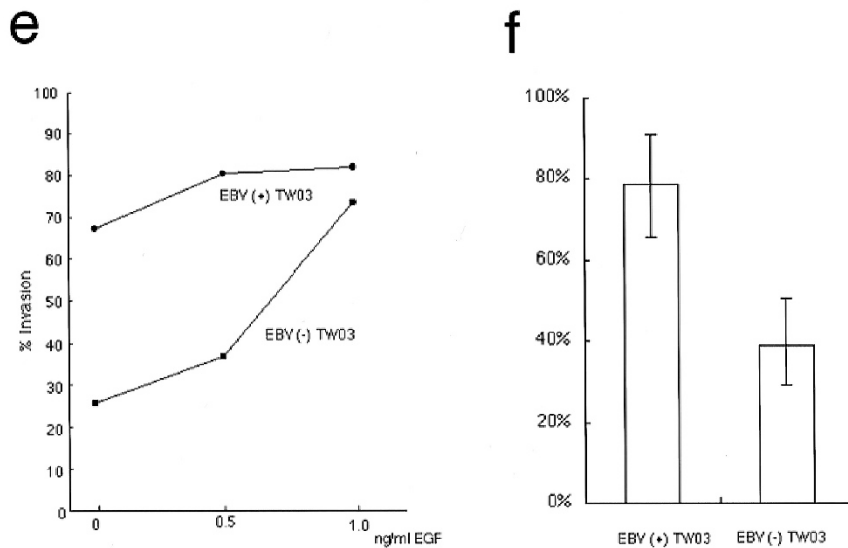 e
100
90
80
70
60
50
40
30
20
10
0
% Invasion
EBV (+) TW03
EBV (-) TW03
0
0.5
1.0
ng/ml EGF
f
100%
80%
60%
40%
20%
0%
EBV (+) TW03
EBV (-) TW03